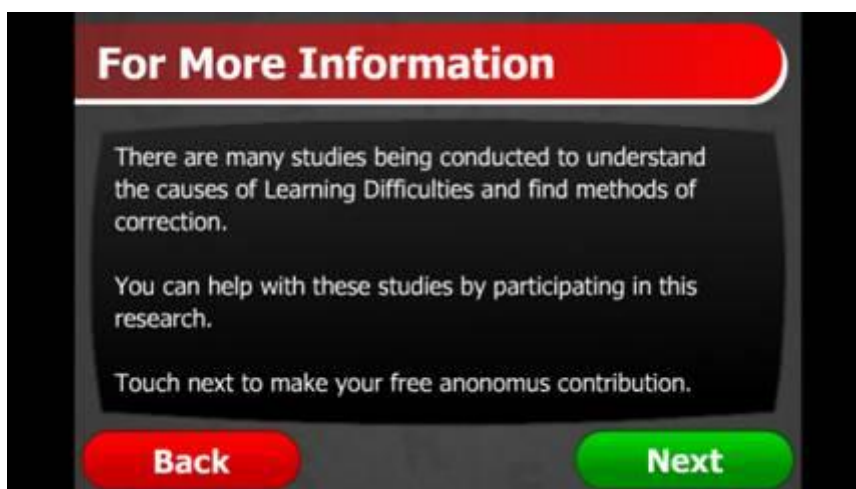 For More Information
There are many studies being conducted to understand
the causes of Learning Difficulties and find methods of
correction.
You can help with these studies by participating in this
research.
Touch next to make your free anonomus contribution.
Back
Next